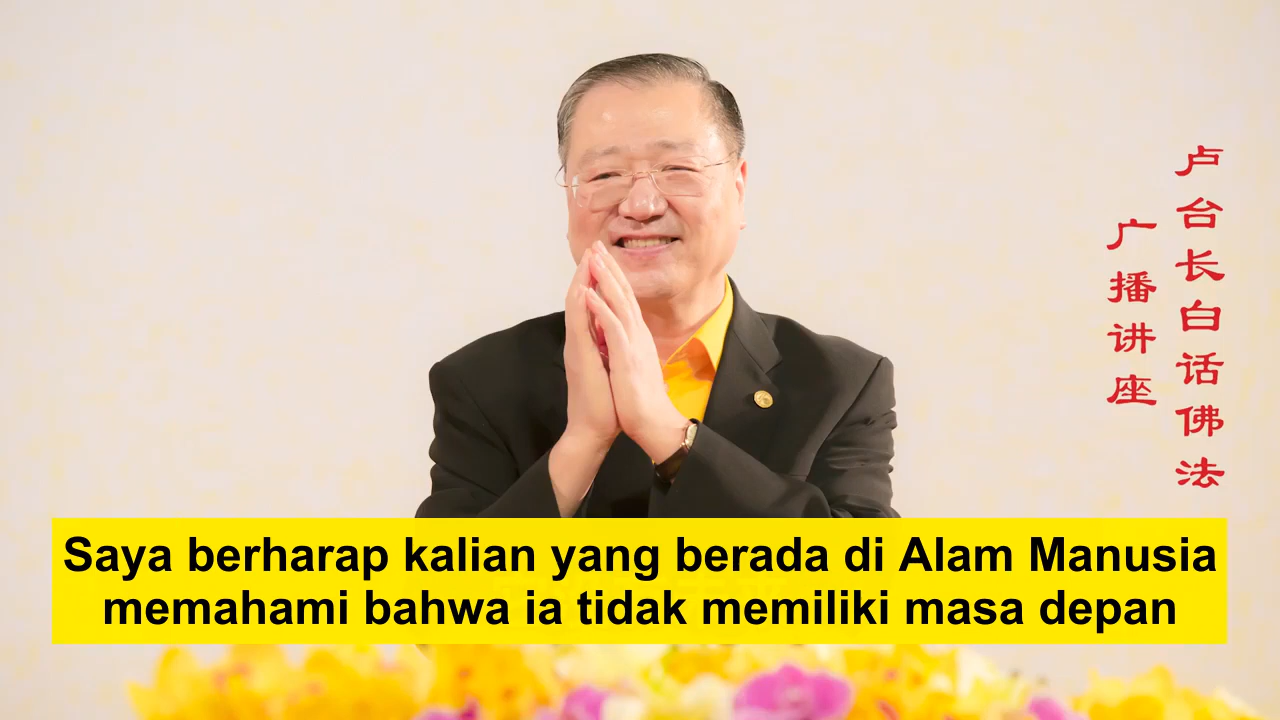 卢台长白话佛法
广播讲座
Saya berharap kalian yang berada di Alam Manusia
memahami bahwa ia tidak memiliki masa depan